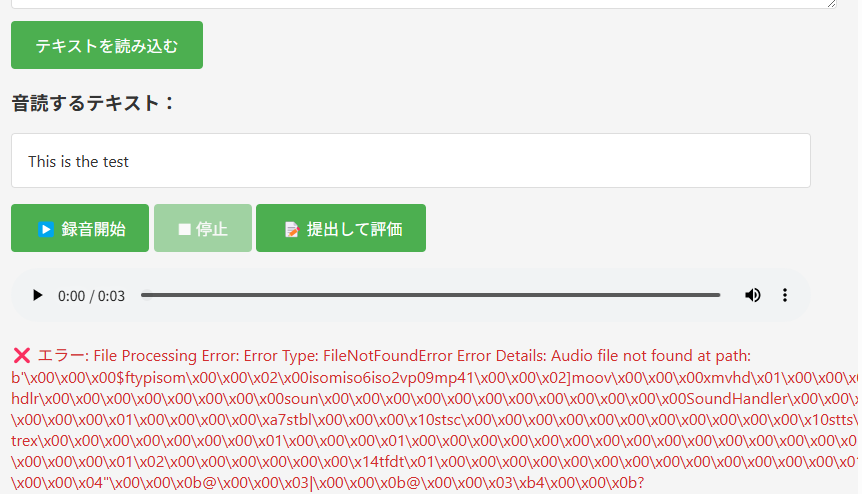 テキストを読み込む
音読するテキスト：
This is the test
▶ 録音開始
■ 停止
📝 提出して評価
0:00 / 0:03
❌ エラー: File Processing Error: Error Type: FileNotFoundError Error Details: Audio file not found at path:
b'\x00\x00\x00$ftypisom\x00\x00\x02\x00isomiso6iso2vp09mp41\x00\x00\x02]moov\x00\x00\x00xmvhd\x01\x00\x00\x0
hdlr\x00\x00\x00\x00\x00\x00\x00\x00soun\x00\x00\x00\x00\x00\x00\x00\x00\x00\x00\x00\x00SoundHandler\x00\x00\x00
\x00\x00\x00\x01\x00\x00\x00\x00\xa7stbl\x00\x00\x00\x10stsc\x00\x00\x00\x00\x00\x00\x00\x00\x00\x00\x00\x10stts\
trex\x00\x00\x00\x00\x00\x00\x00\x01\x00\x00\x00\x01\x00\x00\x00\x00\x00\x00\x00\x00\x00\x00\x00\x00\x00\x00\x0
\x00\x00\x00\x01\x02\x00\x00\x00\x00\x00\x00\x14tfdt\x01\x00\x00\x00\x00\x00\x00\x00\x00\x00\x00\x00\x00\x00\x01
\x00\x00\x04"\x00\x00\x0b@\x00\x00\x03|\x00\x00\x0b@\x00\x00\x03\xb4\x00\x00\x0b?